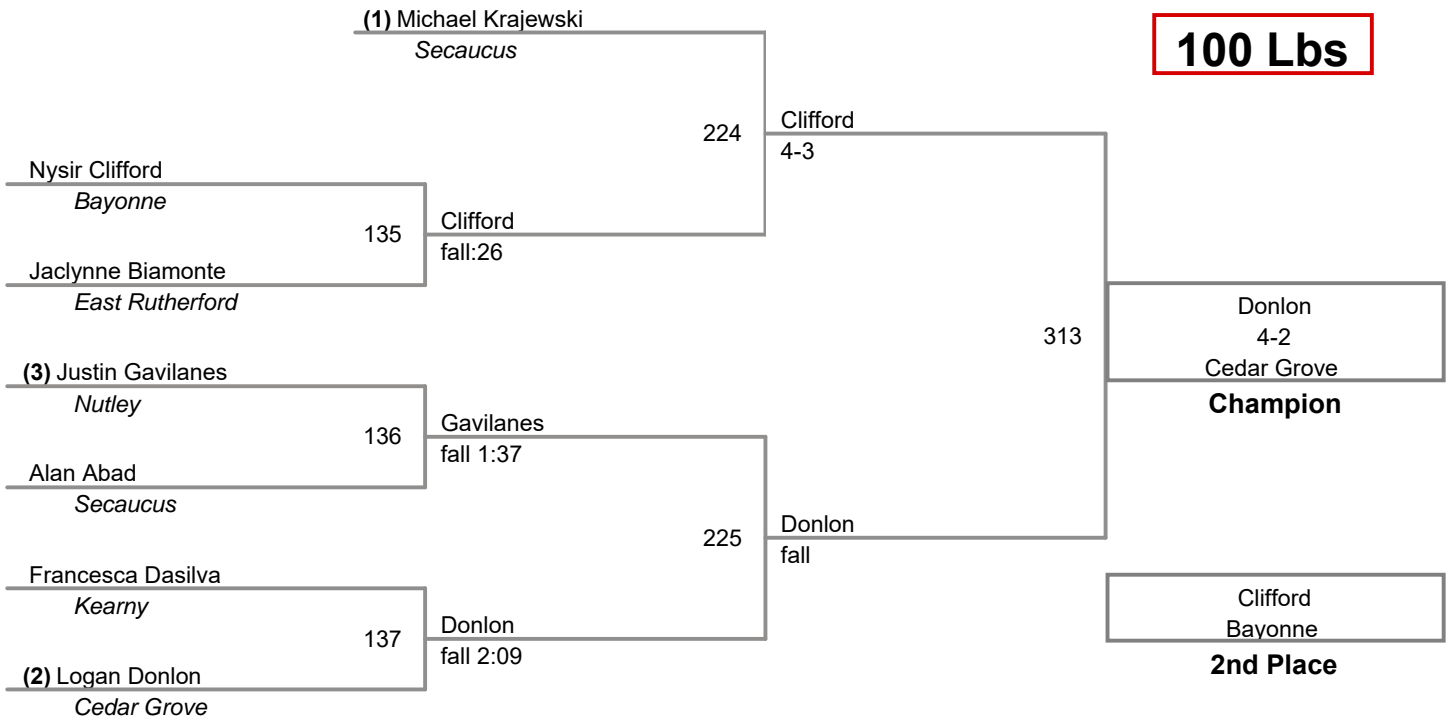 (1) Michael Krajewski
Secaucus
100 Lbs
224
Clifford
4-3
Nysir Clifford
Bayonne
135
Clifford
fall:26
Jaclynne Biamonte
East Rutherford
313
Donlon
4-2
Cedar Grove
Champion
(3) Justin Gavilanes
Nutley
136
Gavilanes
fall 1:37
Alan Abad
Secaucus
225
Donlon
fall
Francesca Dasilva
Kearny
137
Donlon
fall 2:09
(2) Logan Donlon
Cedar Grove
Clifford
Bayonne
2nd Place